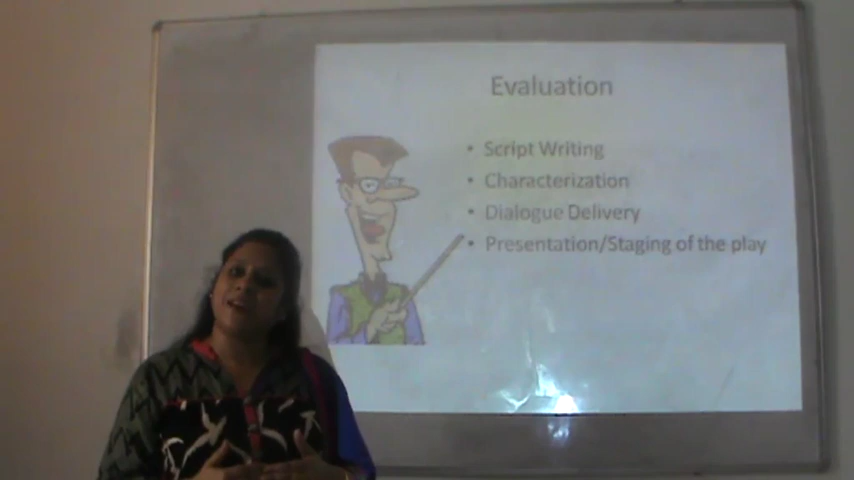 Evaluation
• Script Writing
• Characterization
• Dialogue Delivery
• Presentation/Staging of the play